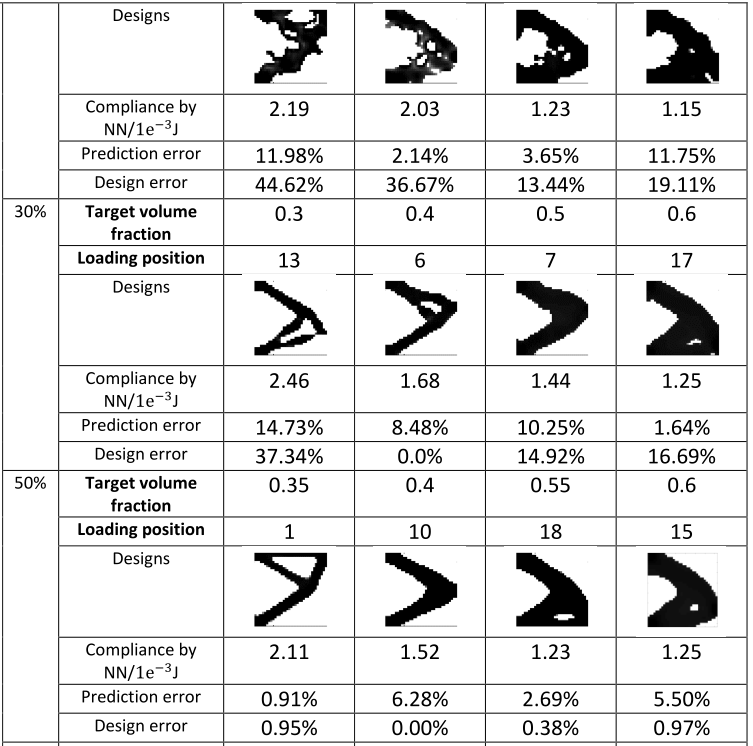 Designs
Compliance by NN/1e⁻³J 2.19 2.03 1.23 1.15
Prediction error 11.98% 2.14% 3.65% 11.75%
Design error 44.62% 36.67% 13.44% 19.11%
30% Target volume fraction 0.3 0.4 0.5 0.6
Loading position 13 6 7 17
Designs
Compliance by NN/1e⁻³J 2.46 1.68 1.44 1.25
Prediction error 14.73% 8.48% 10.25% 1.64%
Design error 37.34% 0.0% 14.92% 16.69%
50% Target volume fraction 0.35 0.4 0.55 0.6
Loading position 1 10 18 15
Designs
Compliance by NN/1e⁻³J 2.11 1.52 1.23 1.25
Prediction error 0.91% 6.28% 2.69% 5.50%
Design error 0.95% 0.00% 0.38% 0.97%